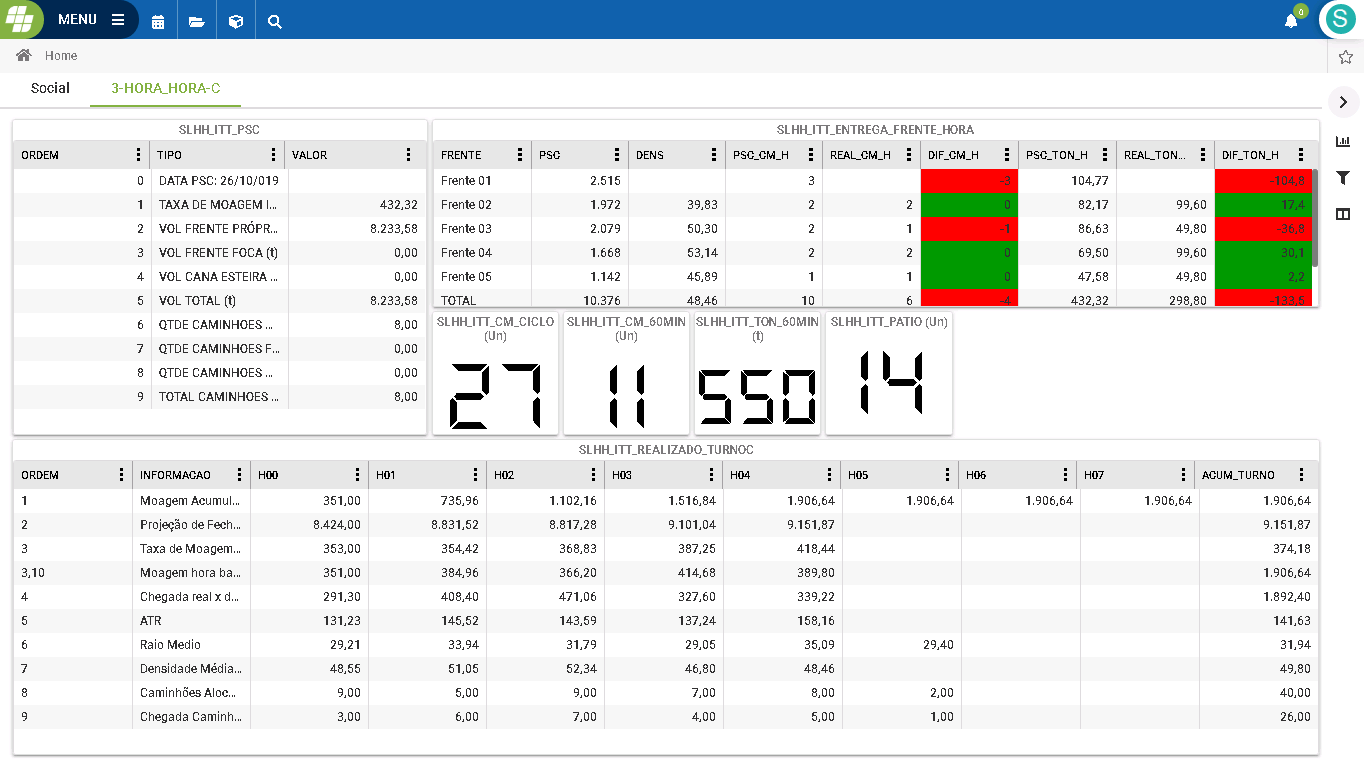 MENU
0
S
Home
Social 3-HORA_HORA-C
SLHH_ITT_PSC
ORDEM TIPO VALOR
0 DATA PSC: 26/10/019
1 TAXA DE MOAGEM I... 432,32
2 VOL FRENTE PRÓPR... 8.233,58
3 VOL FRENTE FOCA (t) 0,00
4 VOL CANA ESTEIRA ... 0,00
5 VOL TOTAL (t) 8.233,58
6 QTDE CAMINHOES ... 8,00
7 QTDE CAMINHOES F... 0,00
8 QTDE CAMINHOES ... 0,00
9 TOTAL CAMINHOES ... 8,00
SLHH_ITT_ENTREGA_FRENTE_HORA
FRENTE PSC DENS PSC_CM_H REAL_CM_H DIF_CM_H PSC_TON_H REAL_TON... DIF_TON_H
Frente 01 2.515 3 -3 104,77 -104,8
Frente 02 1.972 39,83 2 2 0 82,17 99,60 17,4
Frente 03 2.079 50,30 2 1 -1 86,63 49,80 -36,8
Frente 04 1.668 53,14 2 2 0 69,50 99,60 30,1
Frente 05 1.142 45,89 1 1 0 47,58 49,80 2,2
TOTAL 10.376 48,46 10 6 -4 432,32 298,80 -133,5
SLHH_ITT_CM_CICLO
(Un)
27
SLHH_ITT_CM_60MIN
(Un)
11
SLHH_ITT_TON_60MIN
(t)
550
SLHH_ITT_PATIO (Un)
14
SLHH_ITT_REALIZADO_TURNOC
ORDEM INFORMACAO H00 H01 H02 H03 H04 H05 H06 H07 ACUM_TURNO
1 Moagem Acumul... 351,00 735,96 1.102,16 1.516,84 1.906,64 1.906,64 1.906,64 1.906,64 1.906,64
2 Projeção de Fech... 8.424,00 8.831,52 8.817,28 9.101,04 9.151,87 9.151,87
3 Taxa de Moagem... 353,00 354,42 368,83 387,25 418,44 374,18
3,10 Moagem hora ba... 351,00 384,96 366,20 414,68 389,80 1.906,64
4 Chegada real x d... 291,30 408,40 471,06 327,60 339,22 1.892,40
5 ATR 131,23 145,52 143,59 137,24 158,16 141,63
6 Raio Medio 29,21 33,94 31,79 29,05 35,09 29,40 31,94
7 Densidade Média... 48,55 51,05 52,34 46,80 48,46 49,80
8 Caminhões Aloc... 9,00 5,00 9,00 7,00 8,00 2,00 40,00
9 Chegada Caminh... 3,00 6,00 7,00 4,00 5,00 1,00 26,00